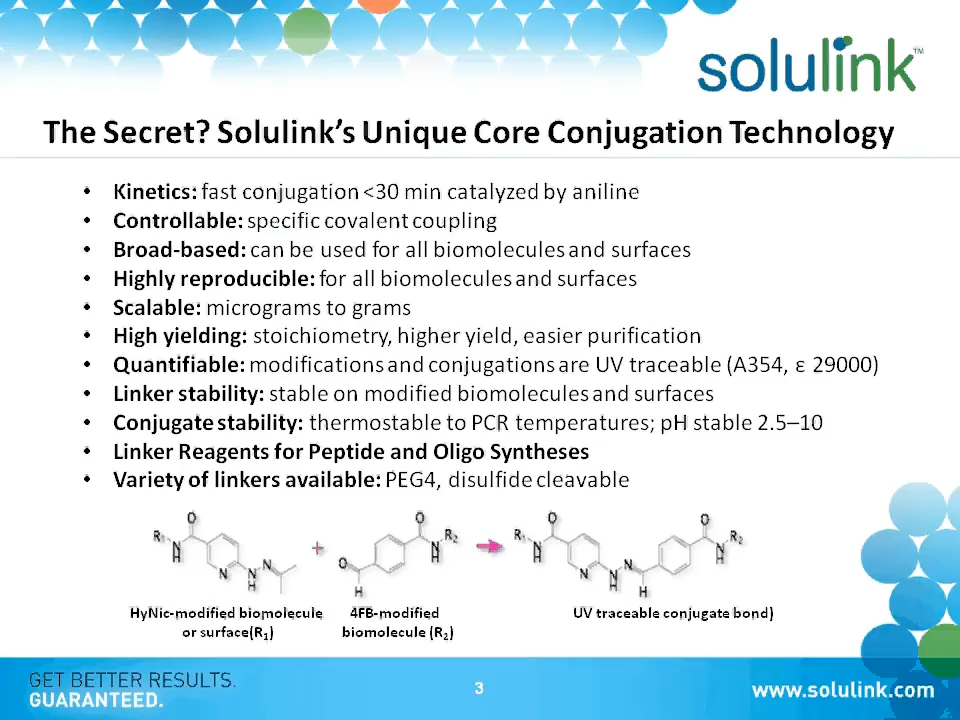 solulink™
The Secret? Solulink's Unique Core Conjugation Technology
• Kinetics: fast conjugation <30 min catalyzed by aniline
• Controllable: specific covalent coupling
• Broad-based: can be used for all biomolecules and surfaces
• Highly reproducible: for all biomolecules and surfaces
• Scalable: micrograms to grams
• High yielding: stoichiometry, higher yield, easier purification
• Quantifiable: modifications and conjugations are UV traceable (A354, ε 29000)
• Linker stability: stable on modified biomolecules and surfaces
• Conjugate stability: thermostable to PCR temperatures; pH stable 2.5–10
• Linker Reagents for Peptide and Oligo Syntheses
• Variety of linkers available: PEG4, disulfide cleavable
R₁ N H O N N H N + O H O N H R₂ R₁ N H O N N H N H O N H R₂
HyNic-modified biomolecule
or surface(R₁)
4FB-modified
biomolecule (R₂)
UV traceable conjugate bond)
GET BETTER RESULTS.
GUARANTEED.
3
www.solulink.com